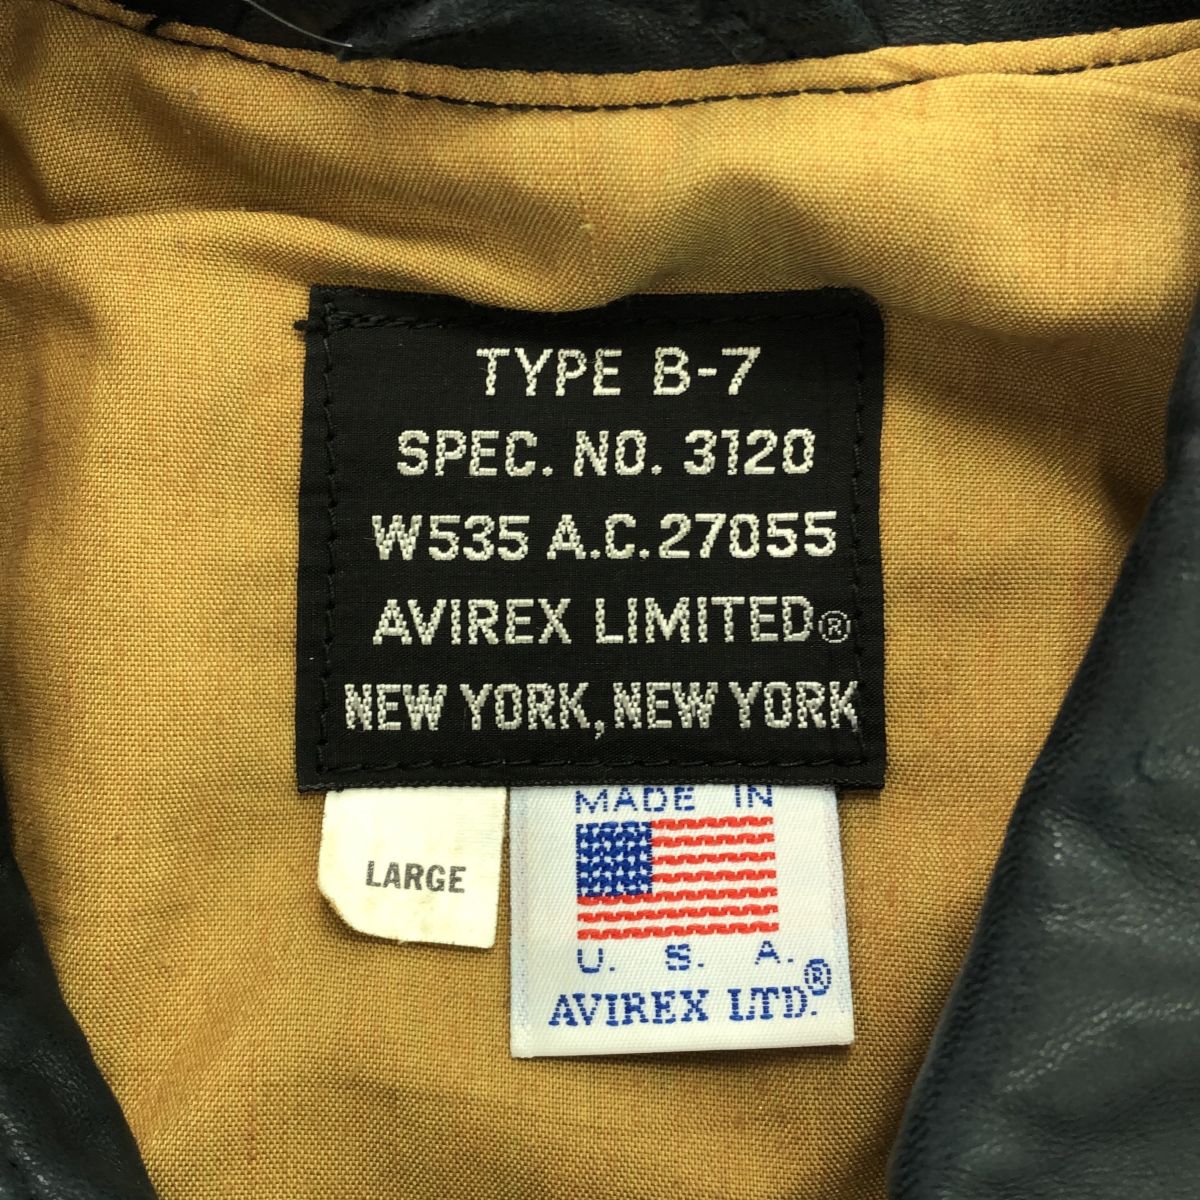 TYPE B-7
SPEC. NO. 3120
W535 A.C. 27055
AVIREX LIMITED®
NEW YORK, NEW YORK
LARGE
MADE IN
U. S. A.
AVIREX LTD.®